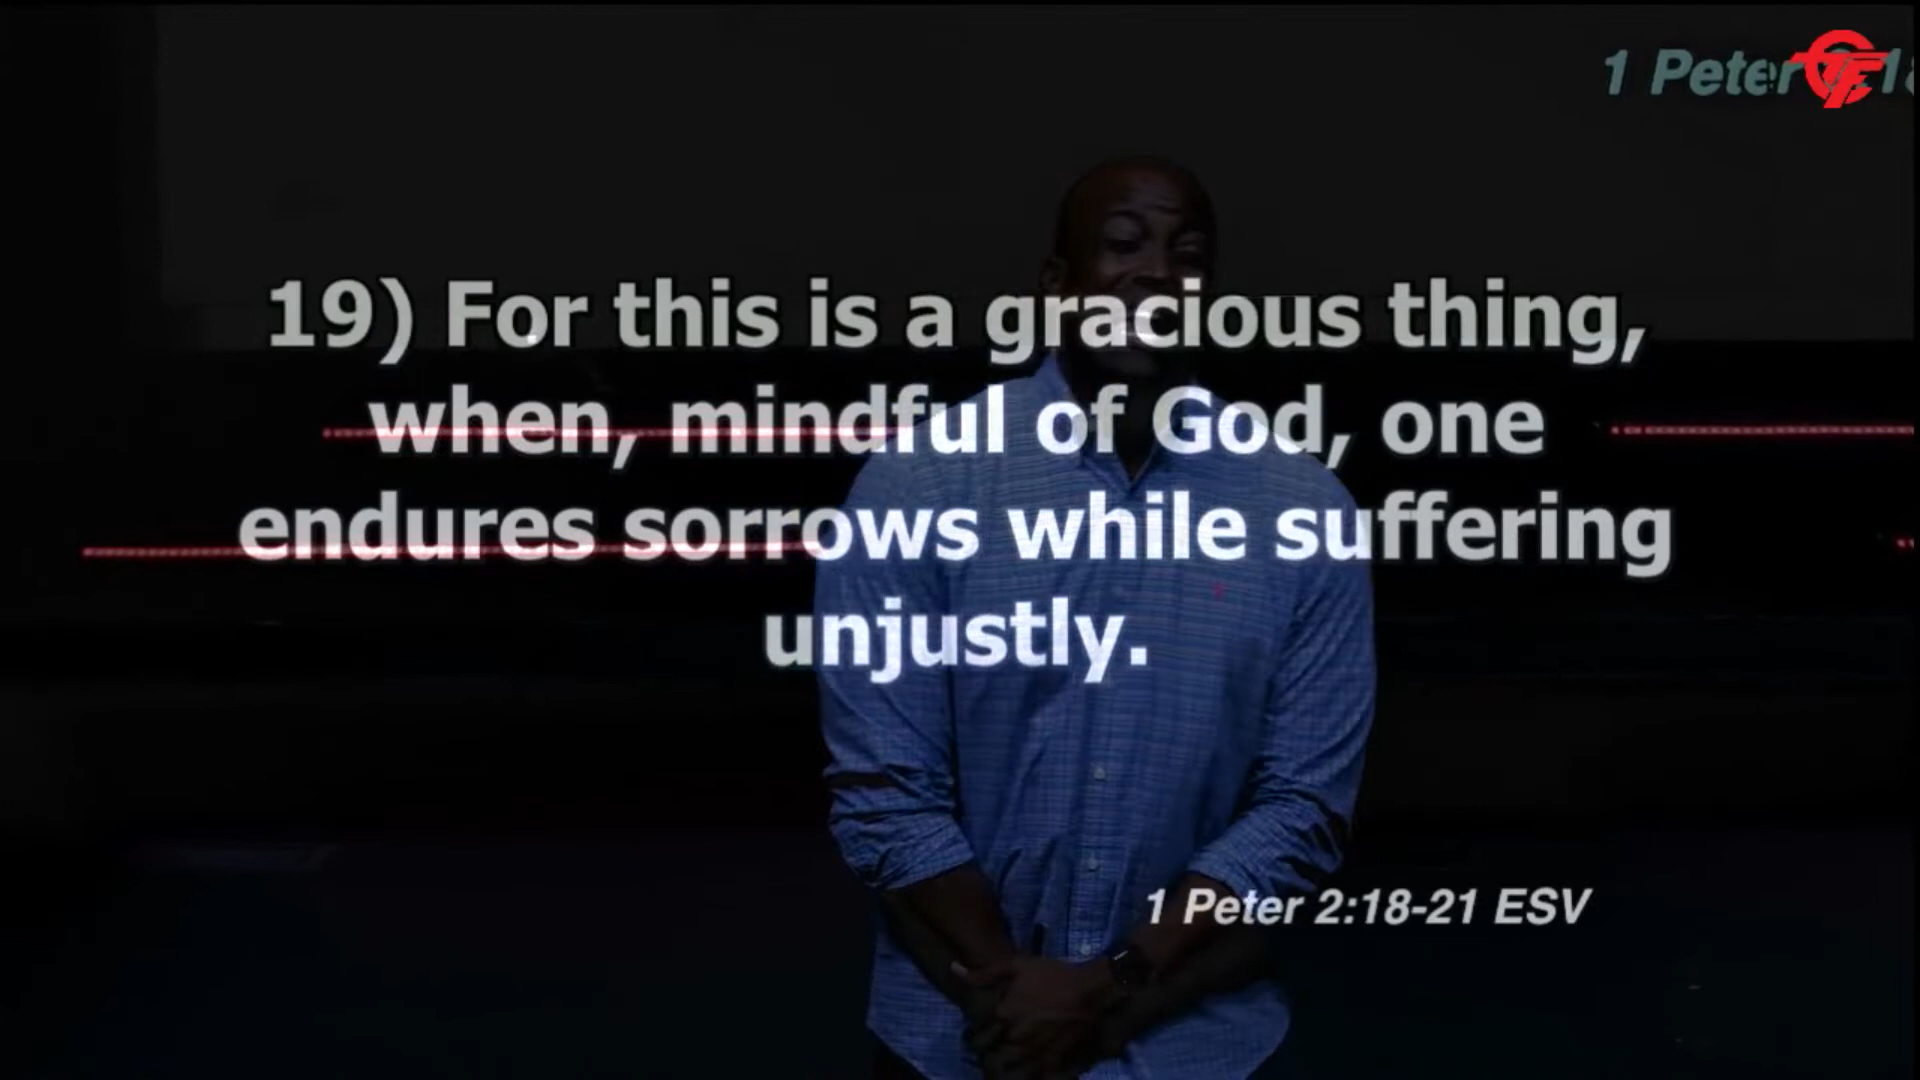 1 Peter
19) For this is a gracious thing,
when, mindful of God, one
endures sorrows while suffering
unjustly.
1 Peter 2:18-21 ESV